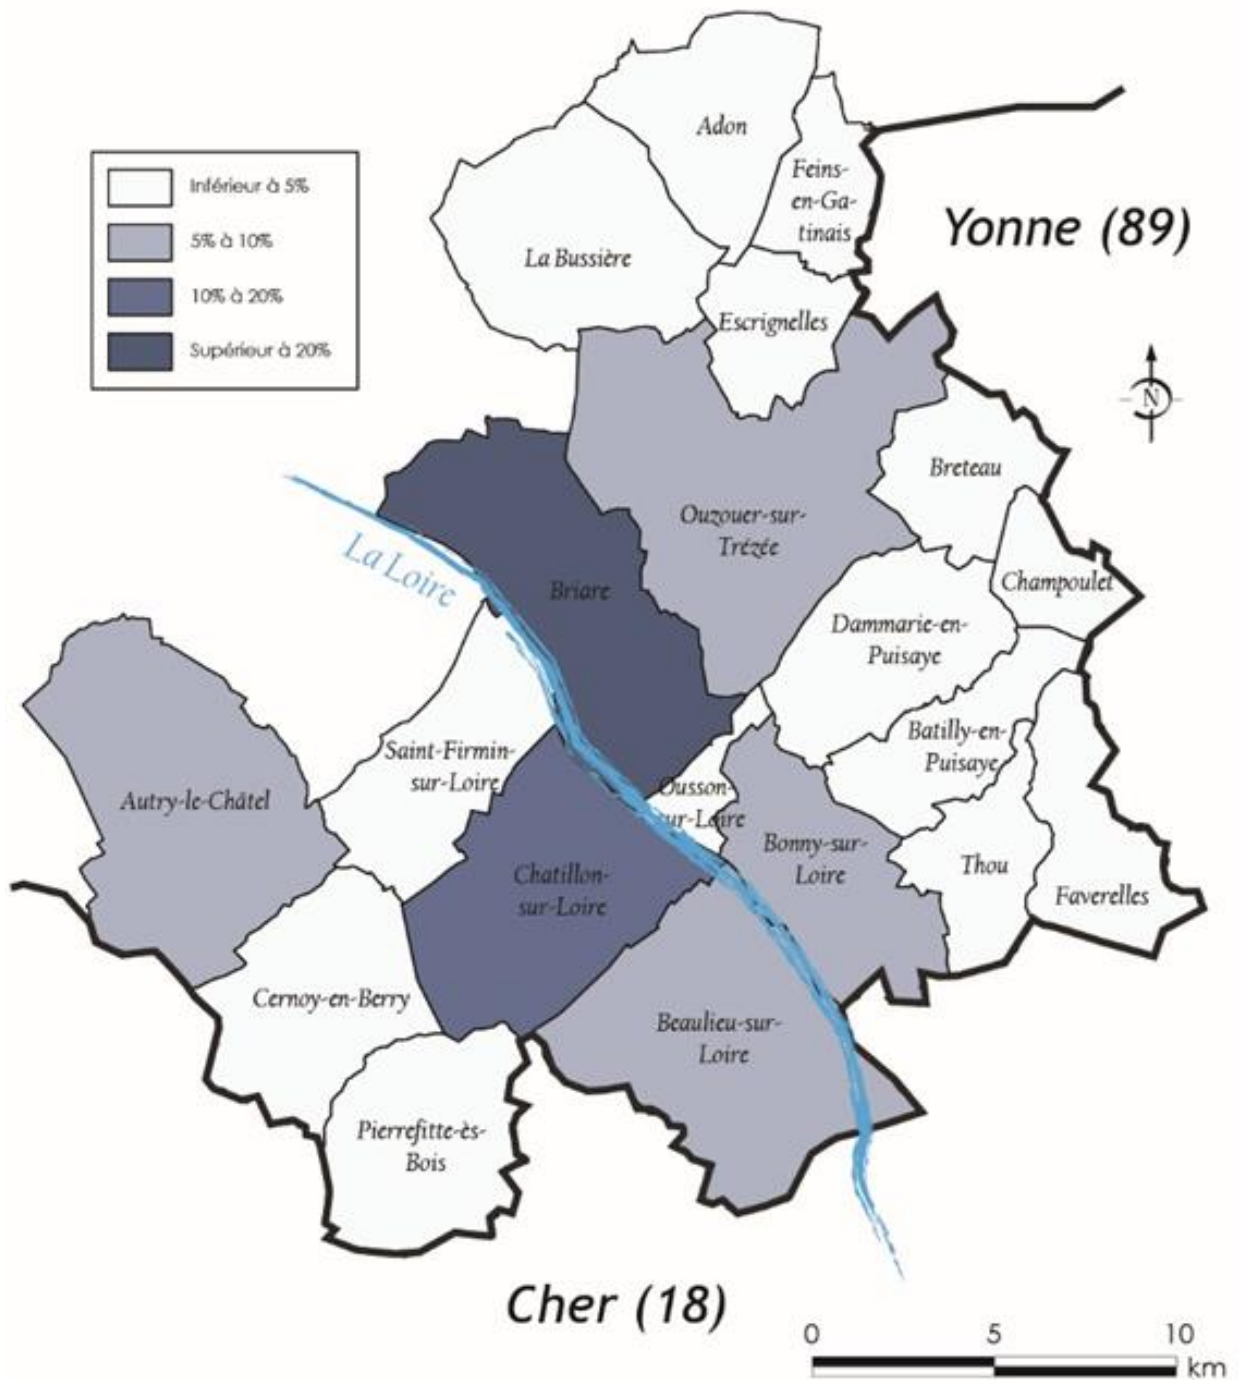 Adon
Feins-
en-Ga-
tinais
Inférieur à 5%
5% à 10%
10% à 20%
Supérieur à 20%
Yonne (89)
La Bussière
Escrignelles
N
Breteau
Ouzouer-sur-
Trézée
La Loire
Briare
Champoulet
Dammarie-en-
Puisaye
Saint-Firmin-
sur-Loire
Batilly-en-
Puisaye
Autry-le-Châtel
Ousson-
sur-Loire
Bonny-sur-
Loire
Thou
Faverelles
Chatillon-
sur-Loire
Cernoy-en-Berry
Beaulieu-sur-
Loire
Pierrefitte-ès-
Bois
Cher (18)
0 5 10
km